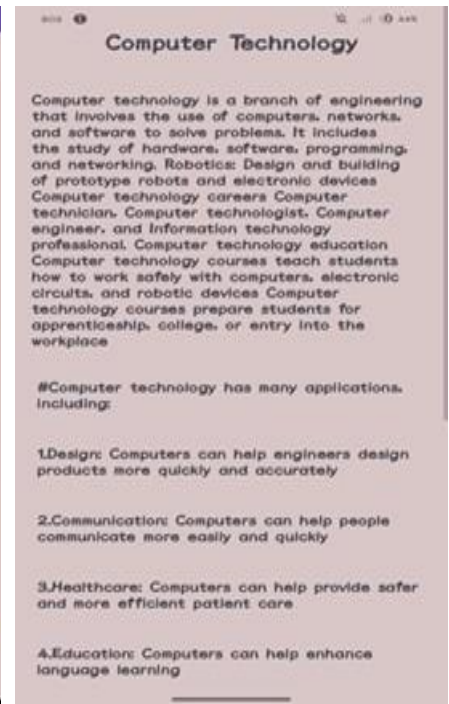 Computer Technology
Computer technology is a branch of engineering
that involves the use of computers, networks,
and software to solve problems. It includes
the study of hardware, software, programming,
and networking. Robotics: Design and building
of prototype robots and electronic devices
Computer technology careers Computer
technician, Computer technologist, Computer
engineer, and Information technology
professional. Computer technology education
Computer technology courses teach students
how to work safely with computers, electronic
circuits, and robotic devices Computer
technology courses prepare students for
apprenticeship, college, or entry into the
workplace
#Computer technology has many applications,
including:
1.Design: Computers can help engineers design
products more quickly and accurately
2.Communication: Computers can help people
communicate more easily and quickly
3.Healthcare: Computers can help provide safer
and more efficient patient care
4.Education: Computers can help enhance
language learning